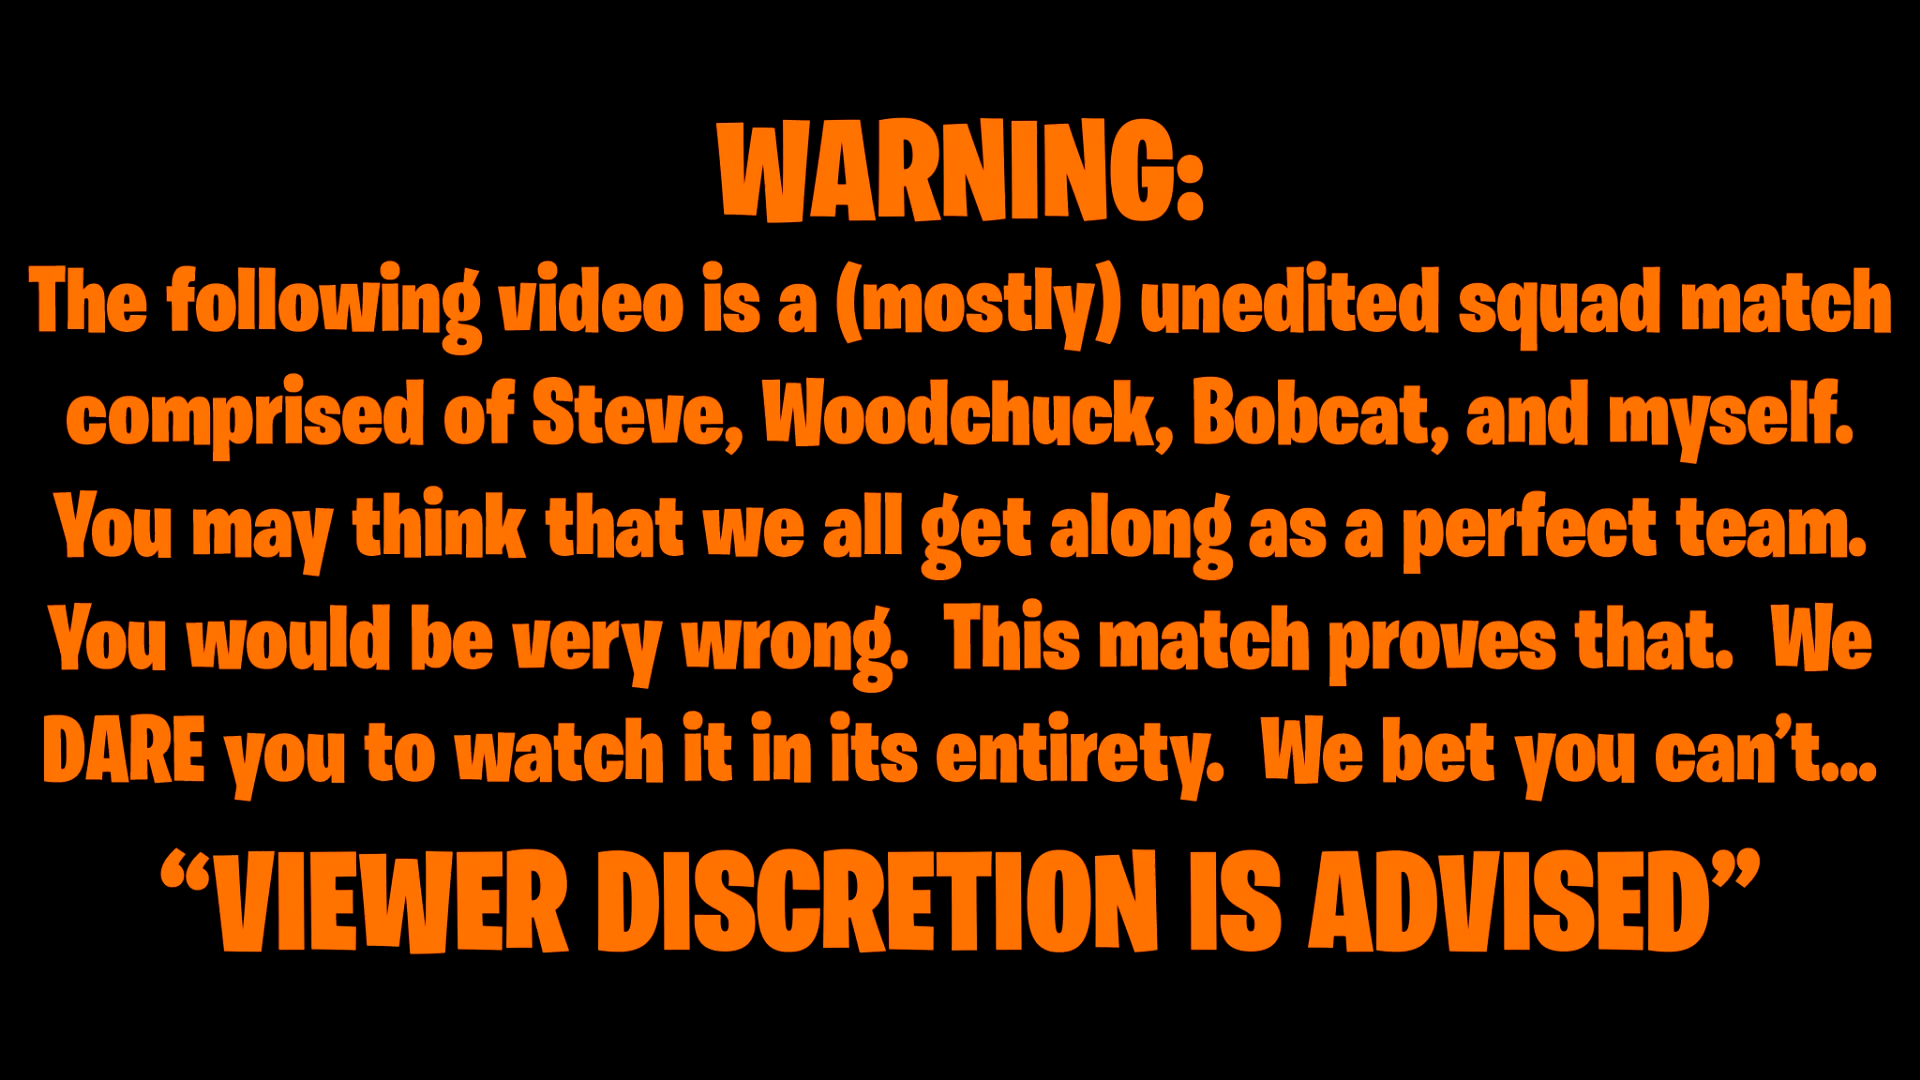 WARNING:
The following video is a (mostly) unedited squad match
comprised of Steve, Woodchuck, Bobcat, and myself.
You may think that we all get along as a perfect team.
You would be very wrong.  This match proves that.  We
DARE you to watch it in its entirety.  We bet you can’t...
“VIEWER DISCRETION IS ADVISED”